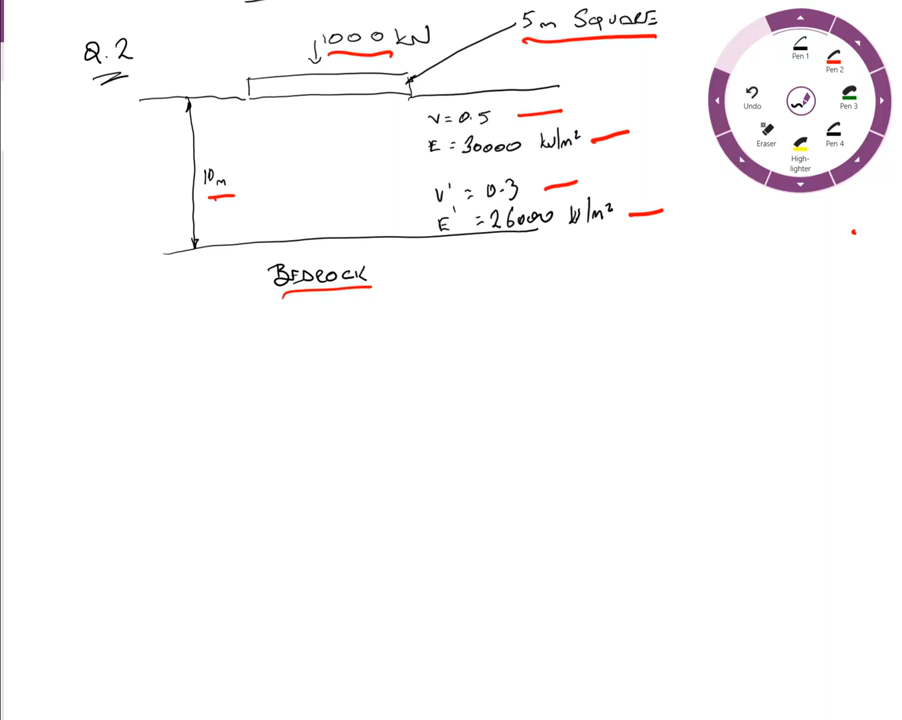 Q.2
1000 kN
5m SQUARE
ν = 0.5
E = 30000 kN/m²
10m
ν' = 0.3
E' = 26000 kN/m²
BEDROCK
Pen 1
Pen 2
Undo
Pen 3
Eraser
Pen 4
High-
lighter